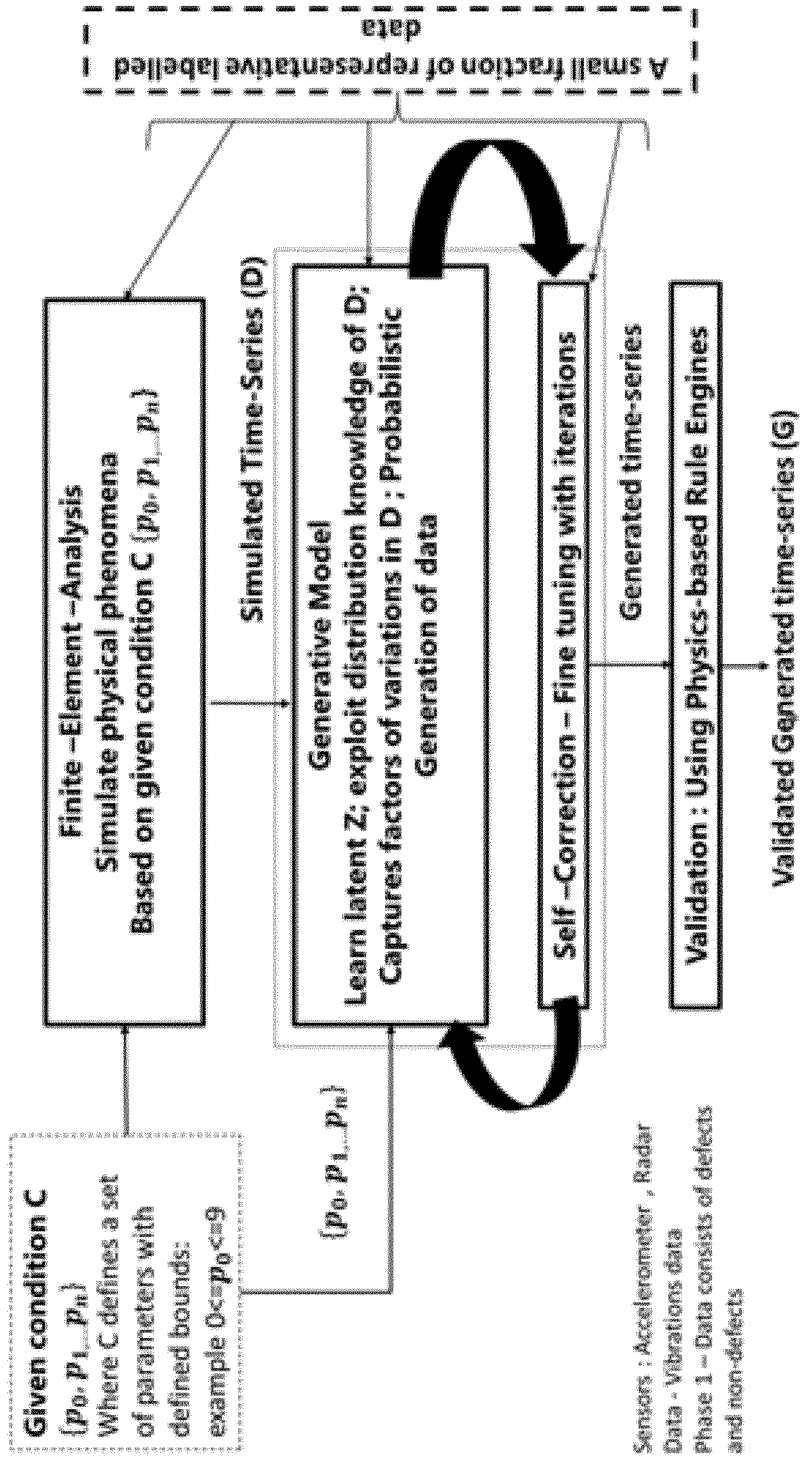 Given condition C
{p₀, p₁,...pₙ}
Where C defines a set
of parameters with
defined bounds:
example 0<=p₀<=9
Finite –Element –Analysis
Simulate physical phenomena
Based on given condition C {p₀, p₁,...pₙ}
A small fraction of representative labelled
data
Simulated Time-Series (D)
{p₀, p₁,...pₙ}
Generative Model
Learn latent Z; exploit distribution knowledge of D;
Captures factors of variations in D ; Probabilistic
Generation of data
Self –Correction – Fine tuning with iterations
Generated time-series
Validation : Using Physics-based Rule Engines
Validated Generated time-series (G)
Sensors : Accelerometer , Radar
Data - Vibrations data
Phase 1 – Data consists of defects
and non-defects